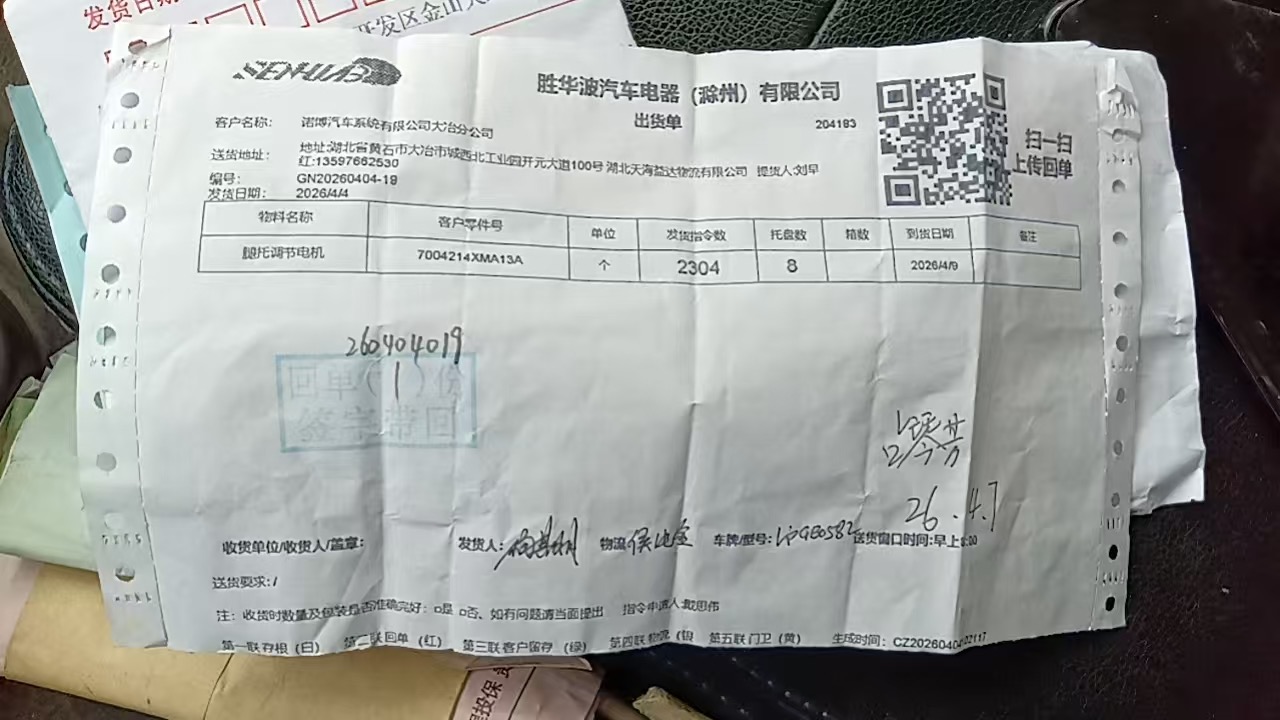 发货日期
开发区金山大
SENHUABO
胜华波汽车电器（滁州）有限公司
出货单
204183
扫一扫
上传回单
客户名称： 诺博汽车系统有限公司大冶分公司
送货地址： 地址:湖北省黄石市大冶市城西北工业园开元大道100号 湖北天海益达物流有限公司 提货人:刘早
红:13597662530
编号： GN20260404-19
发货日期： 2026/4/4
物料名称 客户零件号 单位 发货指令数 托盘数 箱数 到货日期 备注
腿托调节电机 7004214XMA13A 个 2304 8 2026/4/9
260404019
回单（1）份
签字带回
26.4.7
收货单位/收货人/盖章： 发货人： 物流 车牌/型号： 送货窗口时间:早上8:00
送货要求:/
注：收货时数量及包装是否准确完好：□是 □否、如有问题请当面提出 指令申请人:戴思伟
第一联 存根（白） 第二联 回单（红） 第三联 客户留存（绿） 第四联 物流（银 第五联 门卫（黄） 生成时间：CZ20260404